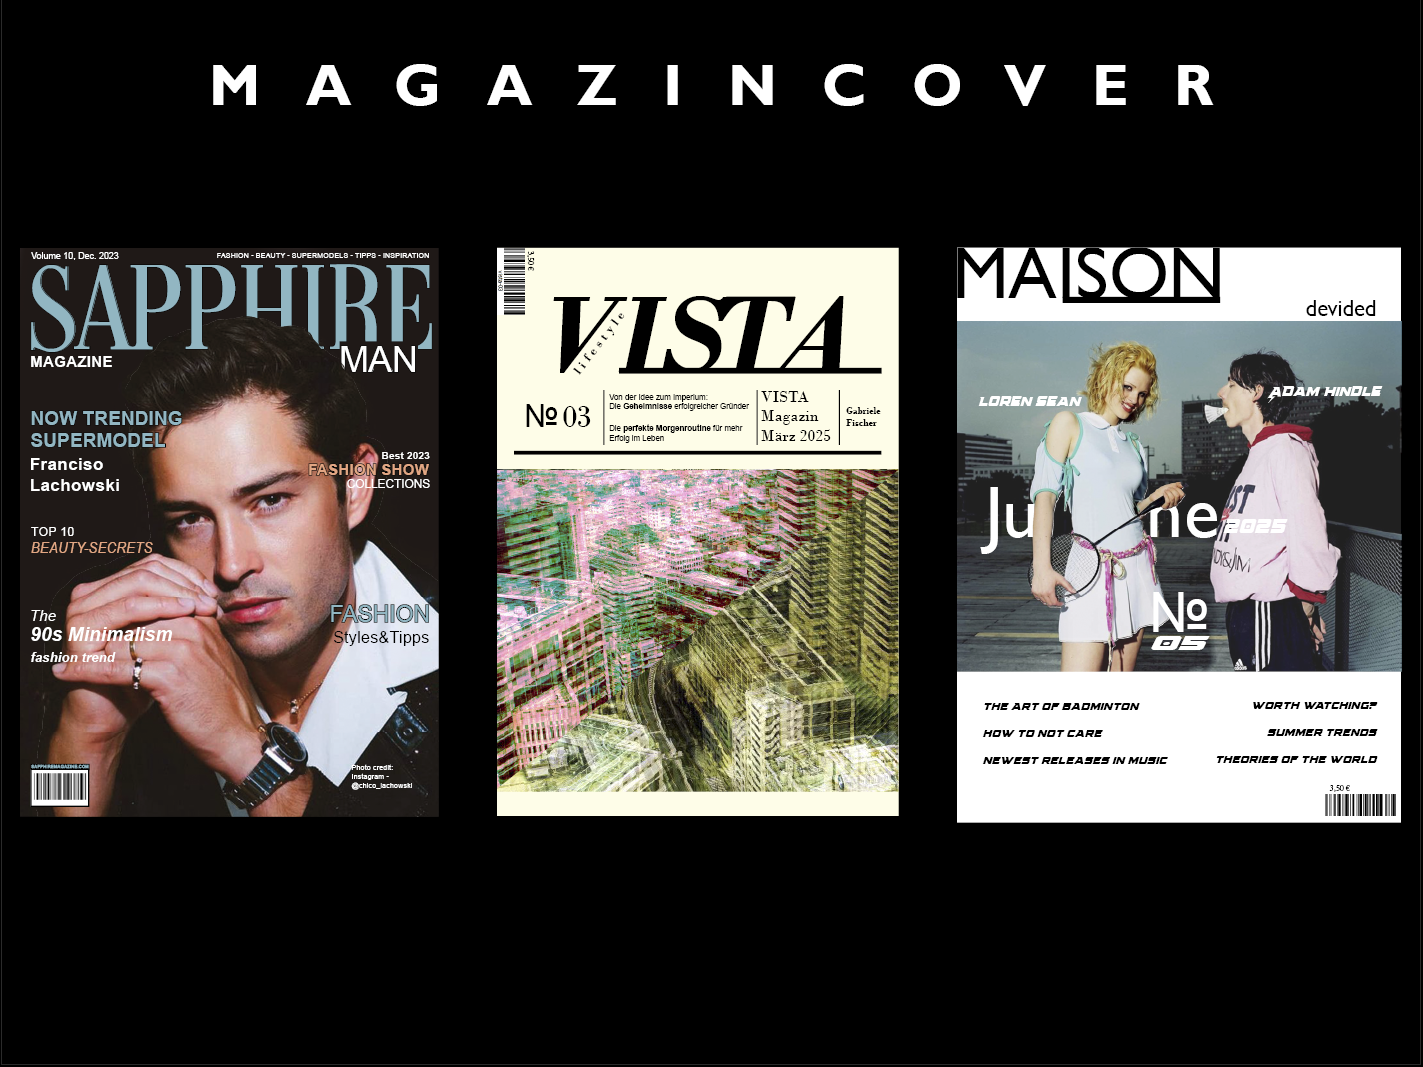 MAGAZINCOVER
Volume 10, Dec. 2023
FASHION - BEAUTY - SUPERMODELS - TIPPS - INSPIRATION
SAPPHIRE
MAGAZINE
MAN
NOW TRENDING
SUPERMODEL
Franciso
Lachowski
Best 2023
FASHION SHOW
COLLECTIONS
TOP 10
BEAUTY-SECRETS
The
90s Minimalism
fashion trend
FASHION
Styles&Tipps
SAPPHIREMAGAZINE.COM
Photo credit:
Instagram -
@chico_lachowski
3,50 €
VISTA
lifestyle
№ 03
Von der Idee zum Imperium:
Die Geheimnisse erfolgreicher Gründer
Die perfekte Morgenroutine für mehr
Erfolg im Leben
VISTA
Magazin
März 2025
Gabriele
Fischer
MAISON
devided
LOREN SEAN
ADAM HINDLE
June
2025
№
05
adidas
THE ART OF BADMINTON
HOW TO NOT CARE
NEWEST RELEASES IN MUSIC
WORTH WATCHING?
SUMMER TRENDS
THEORIES OF THE WORLD
3,50 €